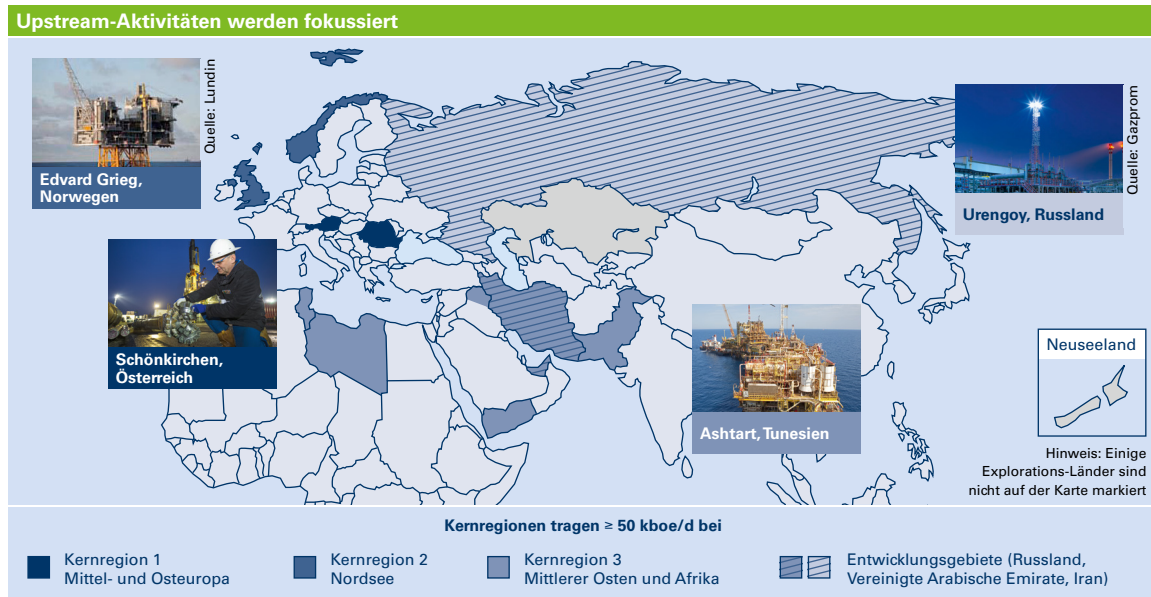 Upstream-Aktivitäten werden fokussiert
Quelle: Lundin
Edvard Grieg,
Norwegen
Quelle: Gazprom
Urengoy, Russland
Schönkirchen,
Österreich
Ashtart, Tunesien
Neuseeland
Hinweis: Einige
Explorations-Länder sind
nicht auf der Karte markiert
Kernregionen tragen ≥ 50 kboe/d bei
Kernregion 1
Mittel- und Osteuropa
Kernregion 2
Nordsee
Kernregion 3
Mittlerer Osten und Afrika
Entwicklungsgebiete (Russland,
Vereinigte Arabische Emirate, Iran)